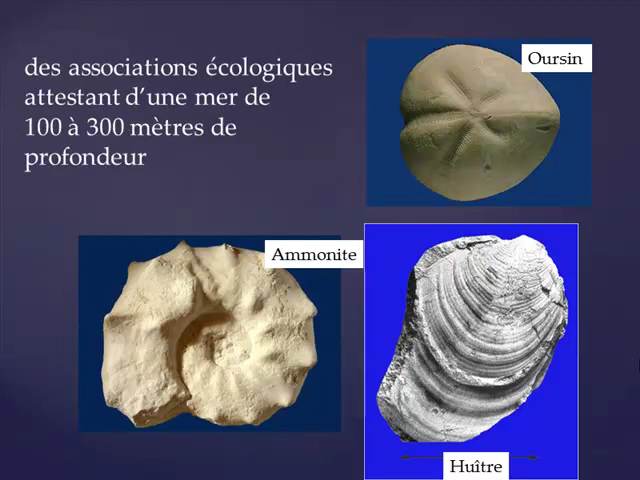 des associations écologiques
attestant d’une mer de
100 à 300 mètres de
profondeur
Oursin
Ammonite
Huître